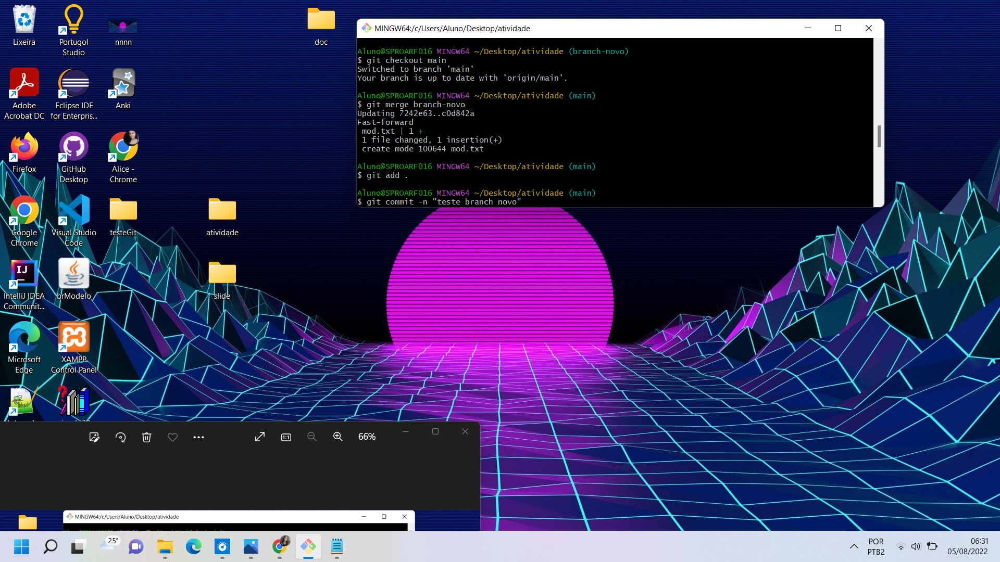 Lixeira
Portugol
Studio
nnnn
doc
Adobe
Acrobat DC
Eclipse IDE
for Enterpris...
Anki
Firefox
GitHub
Desktop
Alice -
Chrome
Google
Chrome
Visual Studio
Code
testeGit
atividade
IntelliJ IDEA
Communit...
brModelo
slide
Microsoft
Edge
XAMPP
Control Panel
MINGW64:/c/Users/Aluno/Desktop/atividade
Aluno@SPROARF016 MINGW64 ~/Desktop/atividade (branch-novo)
$ git checkout main
Switched to branch 'main'
Your branch is up to date with 'origin/main'.
Aluno@SPROARF016 MINGW64 ~/Desktop/atividade (main)
$ git merge branch-novo
Updating 7242e63..c0d842a
Fast-forward
mod.txt | 1 +
1 file changed, 1 insertion(+)
create mode 100644 mod.txt
Aluno@SPROARF016 MINGW64 ~/Desktop/atividade (main)
$ git add .
Aluno@SPROARF016 MINGW64 ~/Desktop/atividade (main)
$ git commit -n "teste branch novo"
1:1
66%
MINGW64:/c/Users/Aluno/Desktop/atividade
25°
POR
PTB2
06:31
05/08/2022